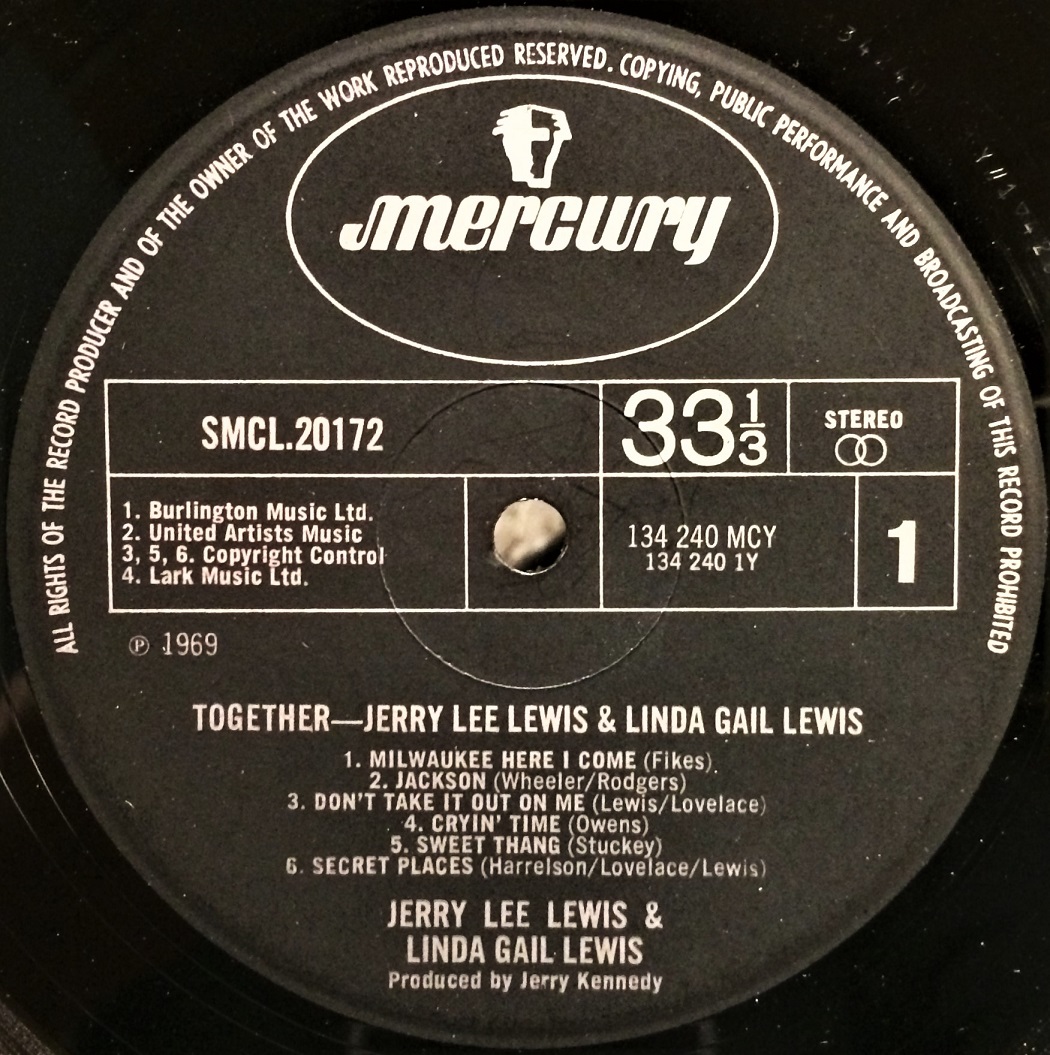 ALL RIGHTS OF THE RECORD PRODUCER AND OF THE OWNER OF THE WORK REPRODUCED RESERVED. COPYING, PUBLIC PERFORMANCE AND BROADCASTING OF THIS RECORD PROHIBITED
mercury
SMCL.20172
33 1/3
STEREO
1. Burlington Music Ltd.
2. United Artists Music
3, 5, 6. Copyright Control
4. Lark Music Ltd.
134 240 MCY
134 240 1Y
1
℗ 1969
TOGETHER—JERRY LEE LEWIS & LINDA GAIL LEWIS
1. MILWAUKEE HERE I COME (Fikes)
2. JACKSON (Wheeler/Rodgers)
3. DON'T TAKE IT OUT ON ME (Lewis/Lovelace)
4. CRYIN' TIME (Owens)
5. SWEET THANG (Stuckey)
6. SECRET PLACES (Harrelson/Lovelace/Lewis)
JERRY LEE LEWIS &
LINDA GAIL LEWIS
Produced by Jerry Kennedy